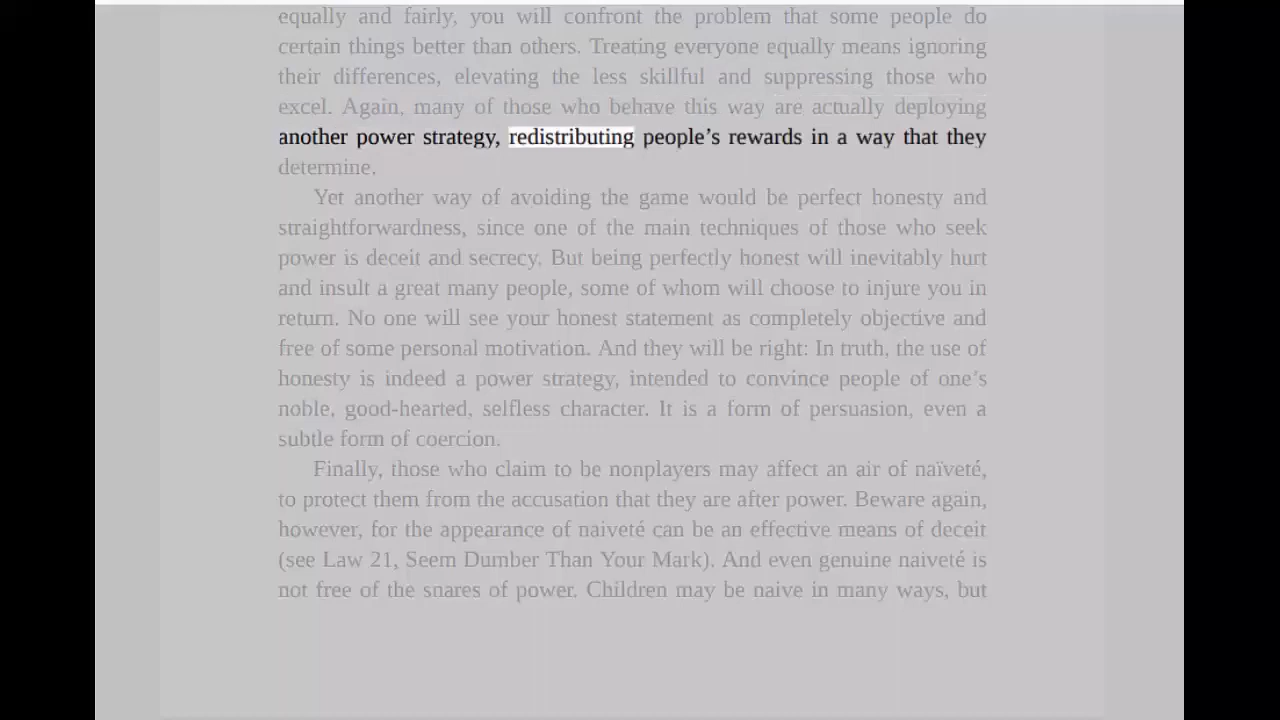 equally and fairly, you will confront the problem that some people do
certain things better than others. Treating everyone equally means ignoring
their differences, elevating the less skillful and suppressing those who
excel. Again, many of those who behave this way are actually deploying
another power strategy, redistributing people’s rewards in a way that they
determine.
Yet another way of avoiding the game would be perfect honesty and
straightforwardness, since one of the main techniques of those who seek
power is deceit and secrecy. But being perfectly honest will inevitably hurt
and insult a great many people, some of whom will choose to injure you in
return. No one will see your honest statement as completely objective and
free of some personal motivation. And they will be right: In truth, the use of
honesty is indeed a power strategy, intended to convince people of one’s
noble, good-hearted, selfless character. It is a form of persuasion, even a
subtle form of coercion.
Finally, those who claim to be nonplayers may affect an air of naïveté,
to protect them from the accusation that they are after power. Beware again,
however, for the appearance of naiveté can be an effective means of deceit
(see Law 21, Seem Dumber Than Your Mark). And even genuine naiveté is
not free of the snares of power. Children may be naive in many ways, but